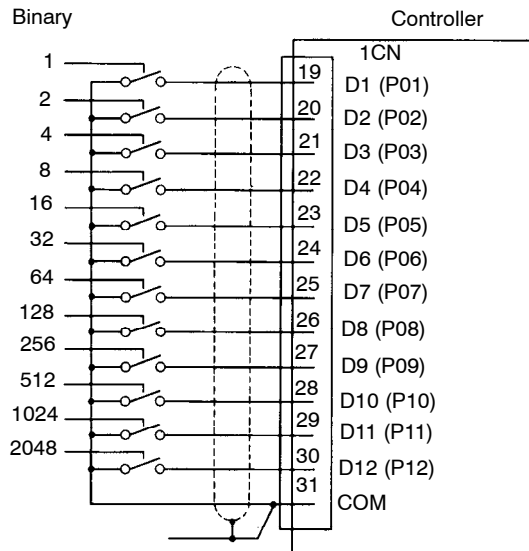 Binary Controller
1CN
1 19 D1 (P01)
2 20 D2 (P02)
4 21 D3 (P03)
8 22 D4 (P04)
16 23 D5 (P05)
32 24 D6 (P06)
64 25 D7 (P07)
128 26 D8 (P08)
256 27 D9 (P09)
512 28 D10 (P10)
1024 29 D11 (P11)
2048 30 D12 (P12)
31 COM